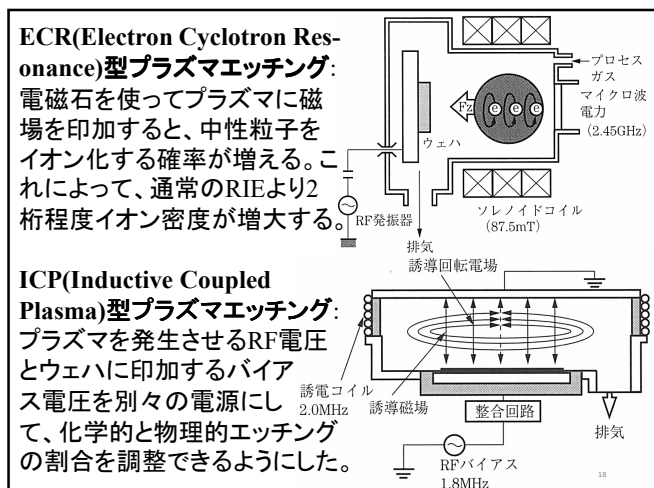 ECR(Electron Cyclotron Res-
onance)型プラズマエッチング:
電磁石を使ってプラズマに磁
場を印加すると、中性粒子を
イオン化する確率が増える。こ
れによって、通常のRIEより2
桁程度イオン密度が増大する。
プロセス
ガス
マイクロ波
電力
(2.45GHz)
Fz
e
e
e
ウェハ
RF発振器
ソレノイドコイル
(87.5mT)
排気
ICP(Inductive Coupled
Plasma)型プラズマエッチング:
プラズマを発生させるRF電圧
とウェハに印加するバイア
ス電圧を別々の電源にし
て、化学的と物理的エッチング
の割合を調整できるようにした。
誘導回転電場
誘電コイル
2.0MHz
誘導磁場
整合回路
排気
RFバイアス
1.8MHz
18